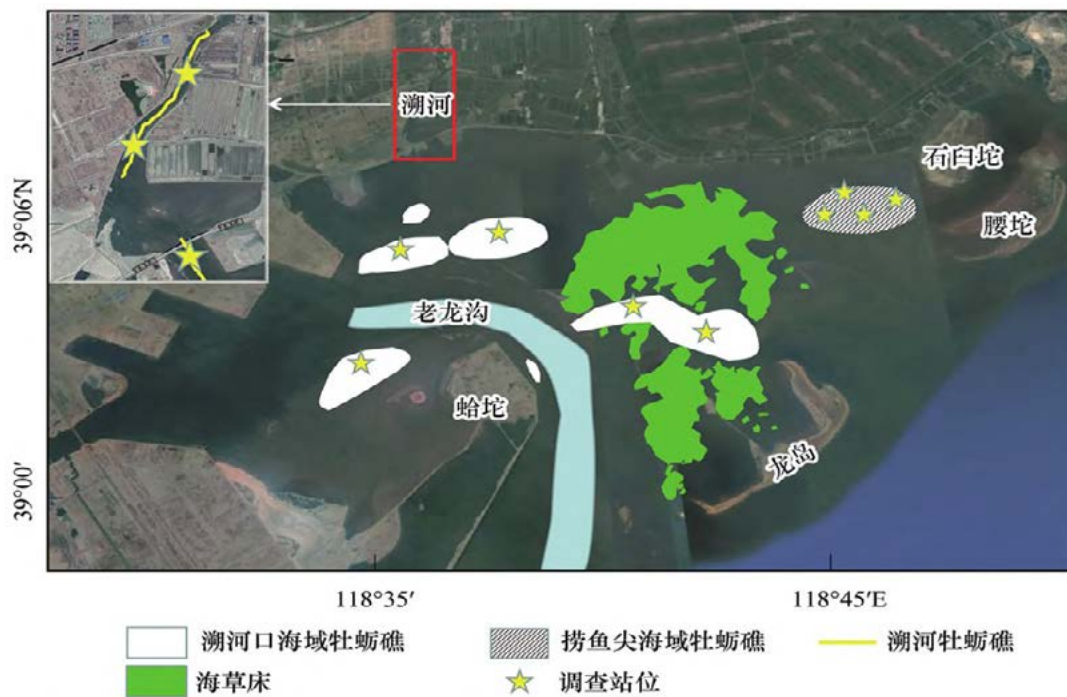 溯河
石臼坨
腰坨
39°06′N
老龙沟
蛤坨
龙岛
39°00′
118°35′
118°45′E
溯河口海域牡蛎礁
捞鱼尖海域牡蛎礁
溯河牡蛎礁
海草床
调查站位